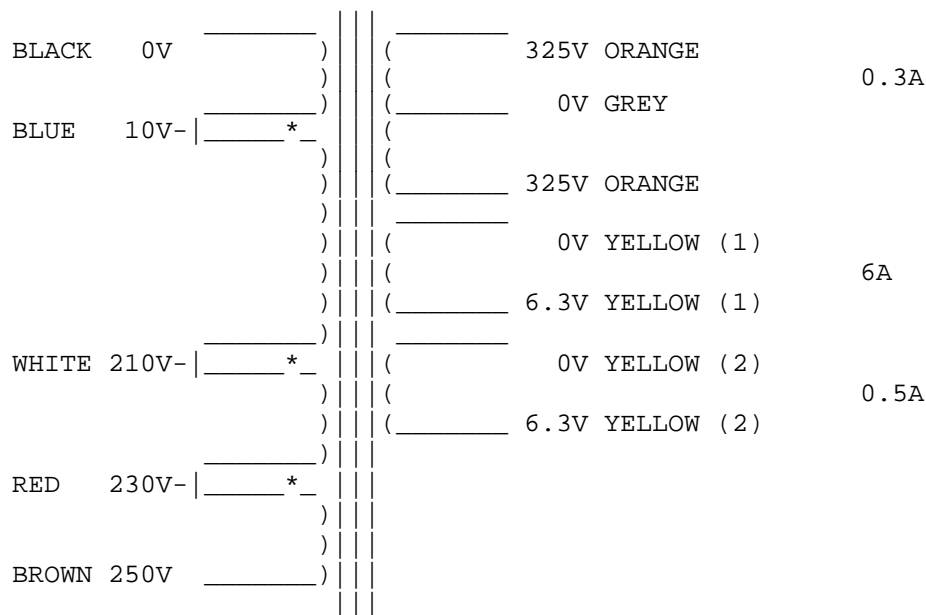 BLACK 0V 325V ORANGE
0.3A
0V GREY
BLUE 10V
325V ORANGE
0V YELLOW (1)
6A
6.3V YELLOW (1)
WHITE 210V 0V YELLOW (2)
0.5A
6.3V YELLOW (2)
RED 230V
BROWN 250V